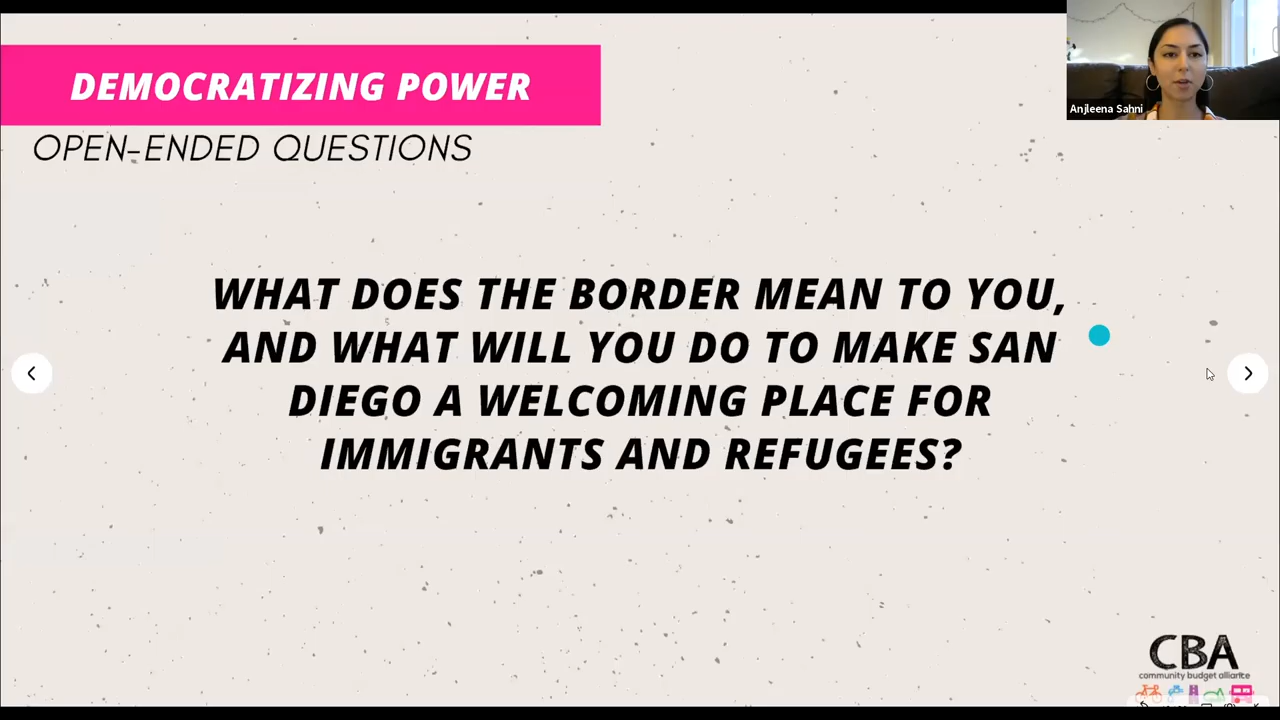 DEMOCRATIZING POWER
OPEN-ENDED QUESTIONS
Anjleena Sahni
WHAT DOES THE BORDER MEAN TO YOU,
AND WHAT WILL YOU DO TO MAKE SAN
DIEGO A WELCOMING PLACE FOR
IMMIGRANTS AND REFUGEES?
CBA
community budget alliance